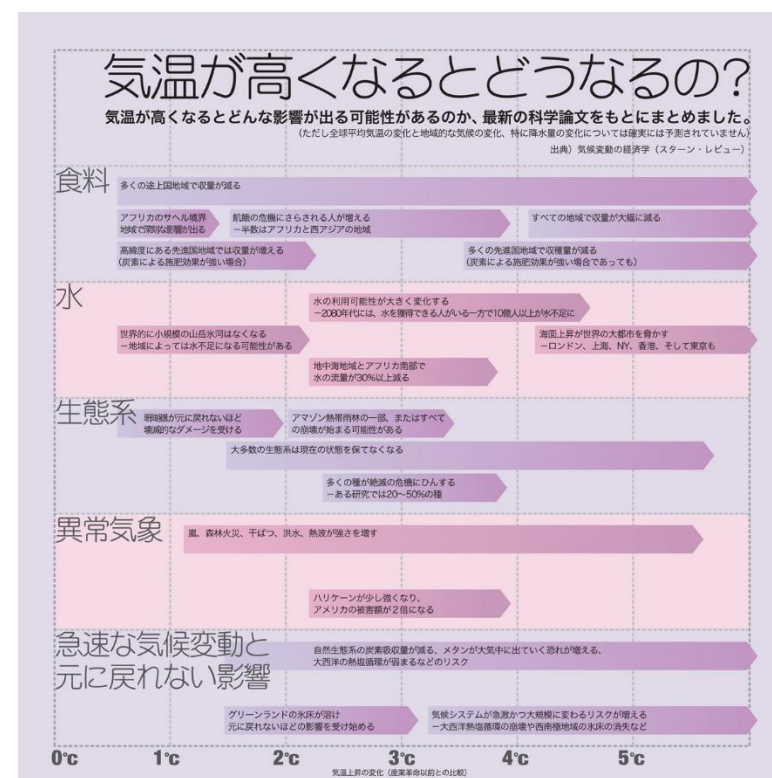 気温が高くなるとどうなるの?
気温が高くなるとどんな影響が出る可能性があるのか、最新の科学論文をもとにまとめました。
(ただし全球平均気温の変化と地域的な気候の変化、特に降水量の変化については確実には予測されていません)
出典）気候変動の経済学（スターン・レビュー）
食料
多くの途上国地域で収量が減る
アフリカのサヘル境界
地域で深刻な影響が出る
飢餓の危機にさらされる人が増える
−半数はアフリカと西アジアの地域
すべての地域で収量が大幅に減る
高緯度にある先進国地域では収量が増える
(炭素による施肥効果が強い場合)
多くの先進国地域で収穫量が減る
(炭素による施肥効果が強い場合であっても)
水
水の利用可能性が大きく変化する
−2080年代には、水を獲得できる人がいる一方で10億人以上が水不足に
世界的に小規模の山岳氷河はなくなる
−地域によっては水不足になる可能性がある
海面上昇が世界の大都市を脅かす
−ロンドン、上海、NY、香港、そして東京も
地中海地域とアフリカ南部で
水の流量が30%以上減る
生態系
珊瑚礁が元に戻れないほど
壊滅的なダメージを受ける
アマゾン熱帯雨林の一部、またはすべて
の崩壊が始まる可能性がある
大多数の生態系は現在の状態を保てなくなる
多くの種が絶滅の危機にひんする
−ある研究では20〜50%の種
異常気象
嵐、森林火災、干ばつ、洪水、熱波が強さを増す
ハリケーンが少し強くなり、
アメリカの被害額が２倍になる
急速な気候変動と
元に戻れない影響
自然生態系の炭素吸収量が減る、メタンが大気中に出ていく恐れが増える、
大西洋の熱塩循環が弱まるなどのリスク
グリーンランドの氷床が溶け
元に戻れないほどの影響を受け始める
気候システムが急激かつ大規模に変わるリスクが増える
−大西洋熱塩循環の崩壊や西南極地域の氷床の消失など
0℃ 1℃ 2℃ 3℃ 4℃ 5℃
気温上昇の変化（産業革命以前との比較）